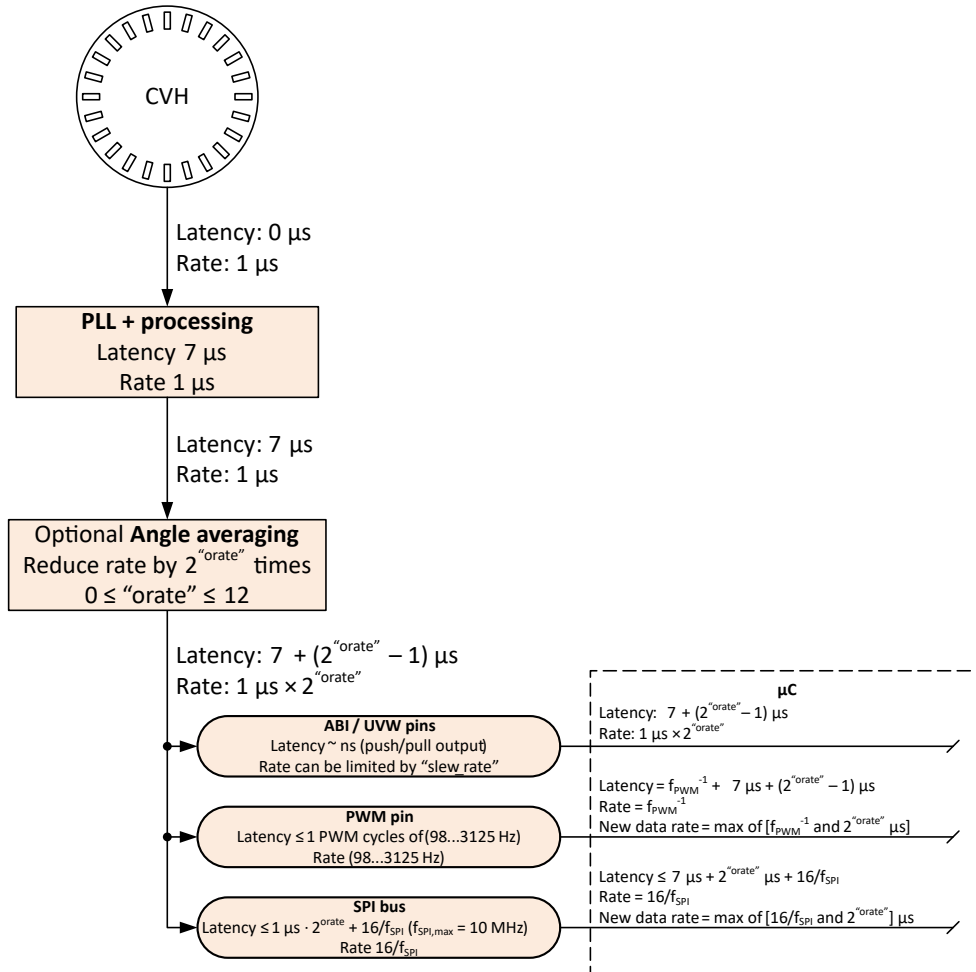 CVH
Latency: 0 µs
Rate: 1 µs
PLL + processing
Latency 7 µs
Rate 1 µs
Latency: 7 µs
Rate: 1 µs
Optional Angle averaging
Reduce rate by 2^“orate” times
0 ≤ “orate” ≤ 12
Latency: 7 + (2^“orate” – 1) µs
Rate: 1 µs × 2^“orate”
ABI / UVW pins
Latency ~ ns (push/pull output)
Rate can be limited by “slew_rate”
PWM pin
Latency ≤ 1 PWM cycles of (98...3125 Hz)
Rate (98...3125 Hz)
SPI bus
Latency ≤ 1 µs · 2^orate + 16/f_SPI (f_SPI,max = 10 MHz)
Rate 16/f_SPI
µC
Latency: 7 + (2^“orate” – 1) µs
Rate: 1 µs × 2^“orate”
Latency = f_PWM^-1 + 7 µs + (2^“orate” – 1) µs
Rate = f_PWM^-1
New data rate = max of [f_PWM^-1 and 2^“orate” µs]
Latency ≤ 7 µs + 2^“orate” µs + 16/f_SPI
Rate = 16/f_SPI
New data rate = max of [16/f_SPI and 2^“orate”] µs